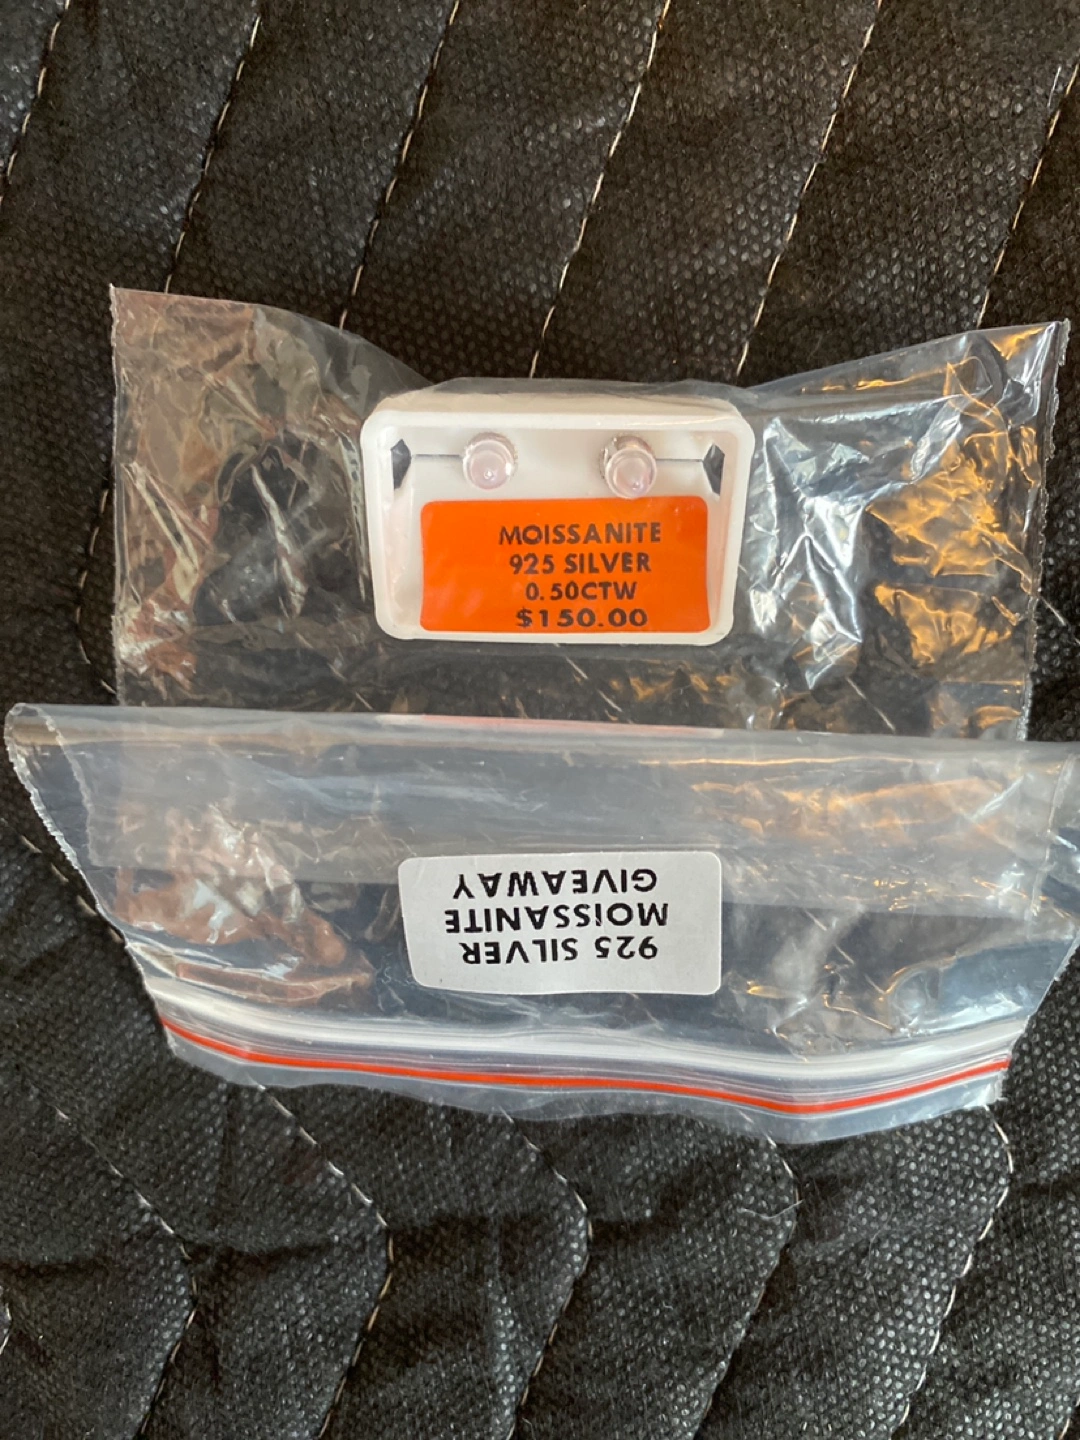 MOISSANITE
925 SILVER
0.50CTW
$150.00
925 SILVER
MOISSANITE
GIVEAWAY